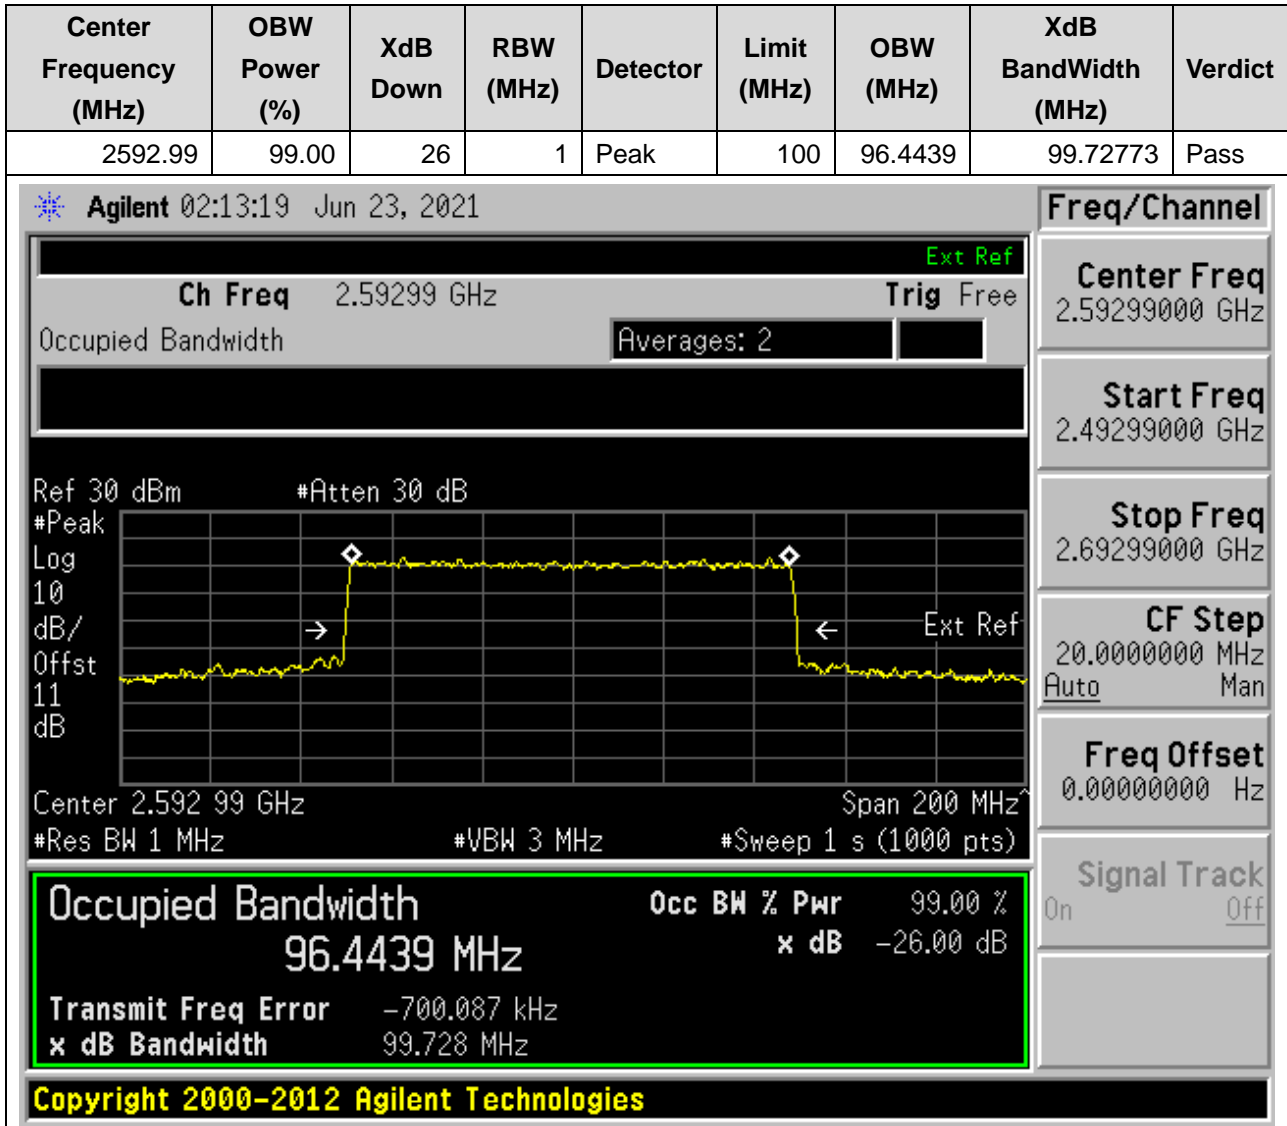 Center Frequency (MHz) OBW Power (%) XdB Down RBW (MHz) Detector Limit (MHz) OBW (MHz) XdB BandWidth (MHz) Verdict
2592.99 99.00 26 1 Peak 100 96.4439 99.72773 Pass
Agilent 02:13:19 Jun 23, 2021
Freq/Channel
Ext Ref
Ch Freq 2.59299 GHz Trig Free
Occupied Bandwidth Averages: 2
Center Freq
2.59299000 GHz
Start Freq
2.49299000 GHz
Stop Freq
2.69299000 GHz
CF Step
20.0000000 MHz
Auto Man
Freq Offset
0.00000000 Hz
Signal Track
On Off
Ref 30 dBm #Atten 30 dB
#Peak
Log
10
dB/
Offst
11
dB
Ext Ref
Center 2.592 99 GHz Span 200 MHz^
#Res BW 1 MHz #VBW 3 MHz #Sweep 1 s (1000 pts)
Occupied Bandwidth Occ BW % Pwr 99.00 %
96.4439 MHz x dB -26.00 dB
Transmit Freq Error -700.087 kHz
x dB Bandwidth 99.728 MHz
Copyright 2000-2012 Agilent Technologies